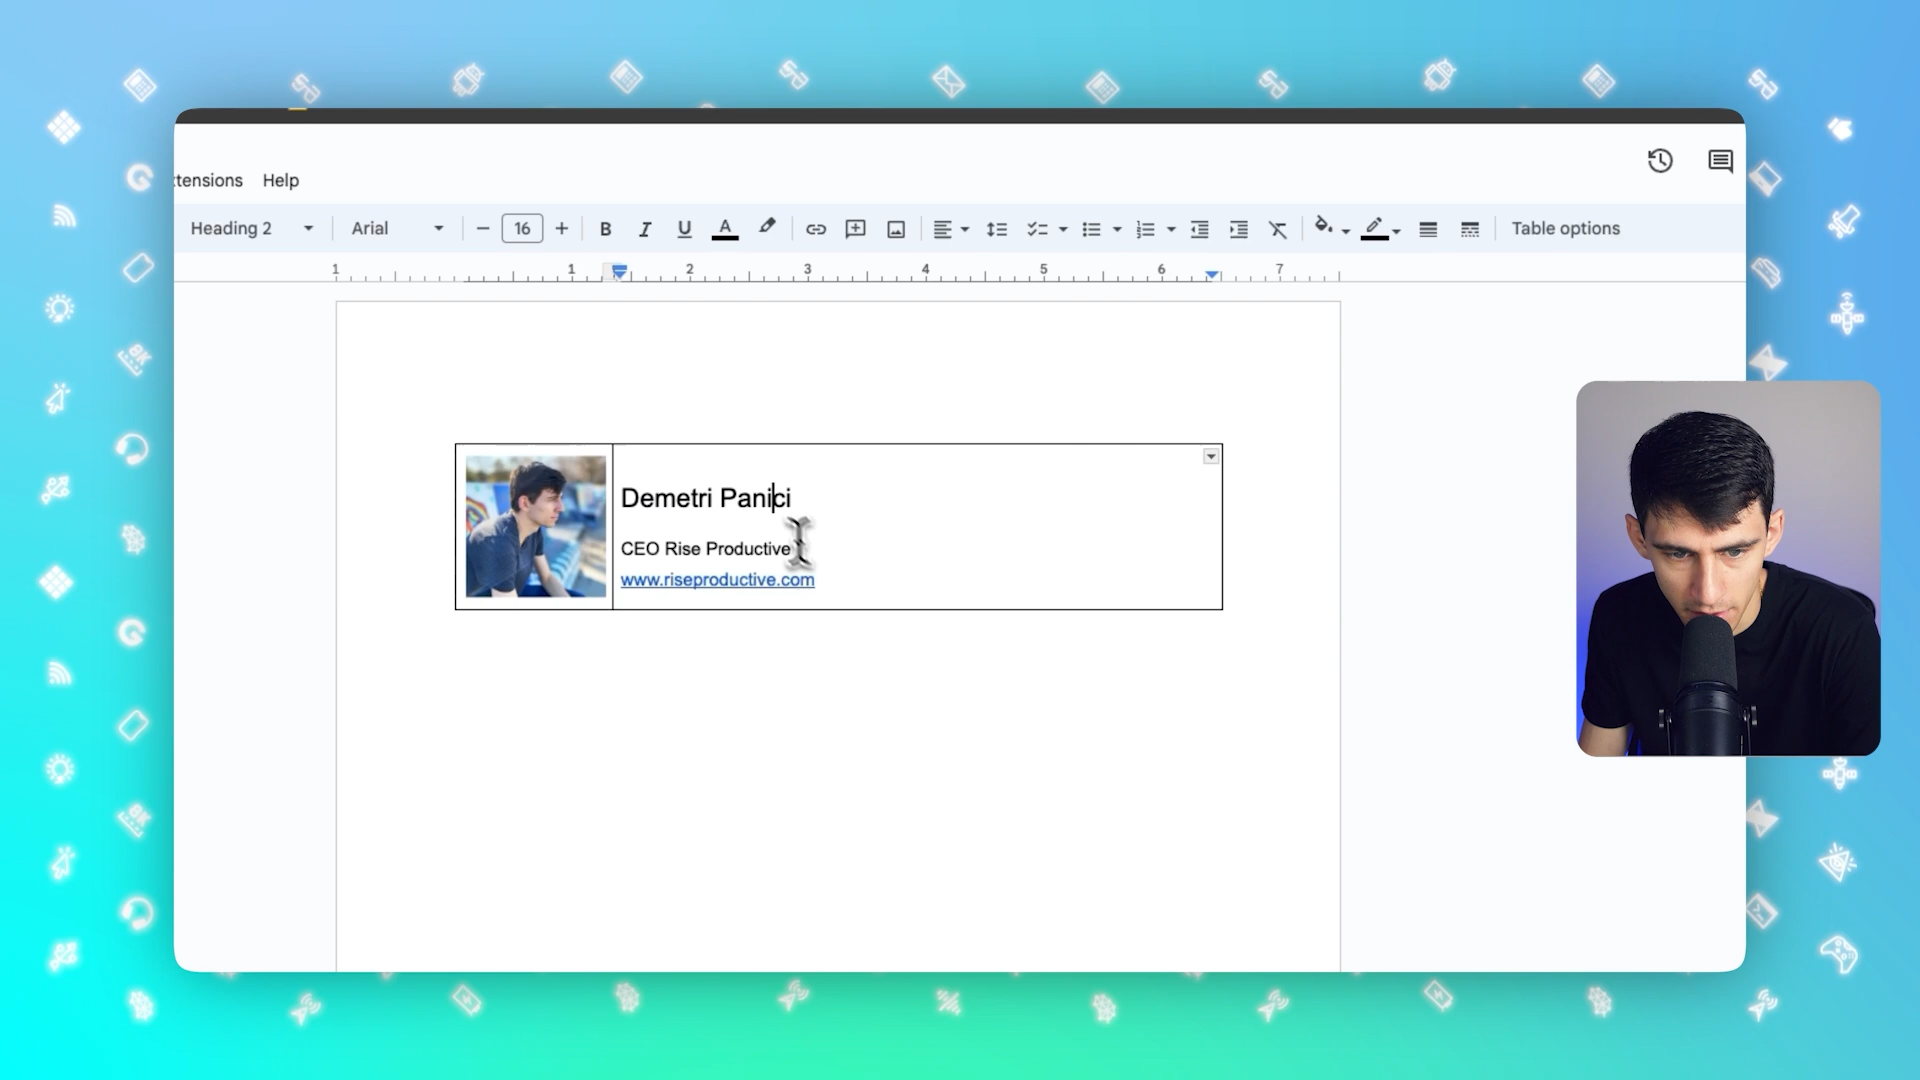 tensions Help
Heading 2 Arial 16 B I U A Table options
1 1 2 3 4 5 6 7
Demetri Panici
CEO Rise Productive
www.riseproductive.com